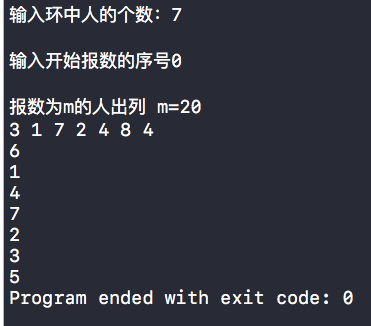 输入环中人的个数：7
输入开始报数的序号0
报数为m的人出列 m=20
3 1 7 2 4 8 4
6
1
4
7
2
3
5
Program ended with exit code: 0